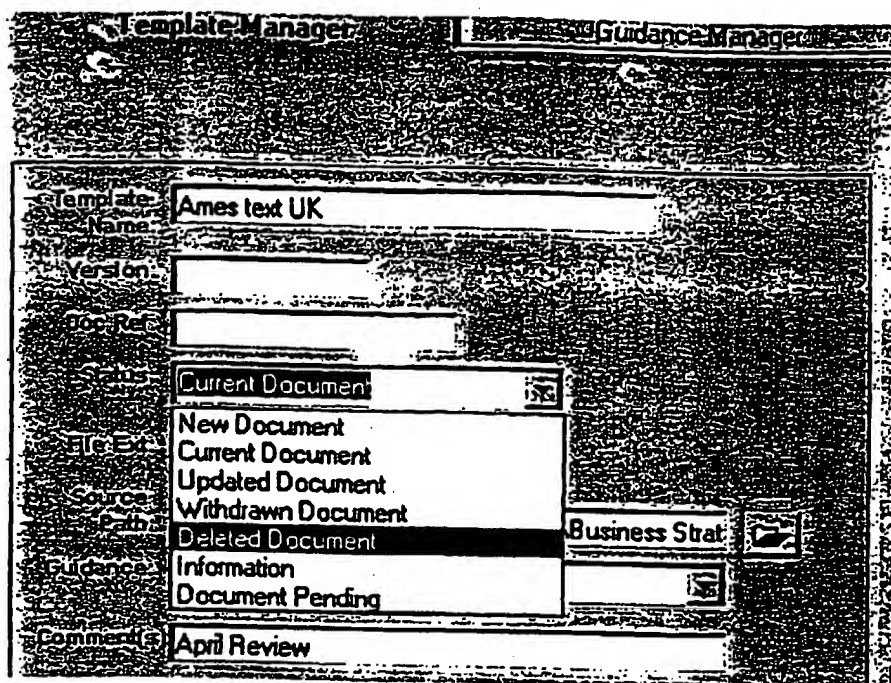 Template Manager Guidance Manager
Template
Name
Ames text UK
Version
Doc Ref
Status
Current Document
New Document
Current Document
Updated Document
Withdrawn Document
Deleted Document
Information
Document Pending
File Ext
Source
Path
Business Strat
Guidance
Comment(s)
April Review